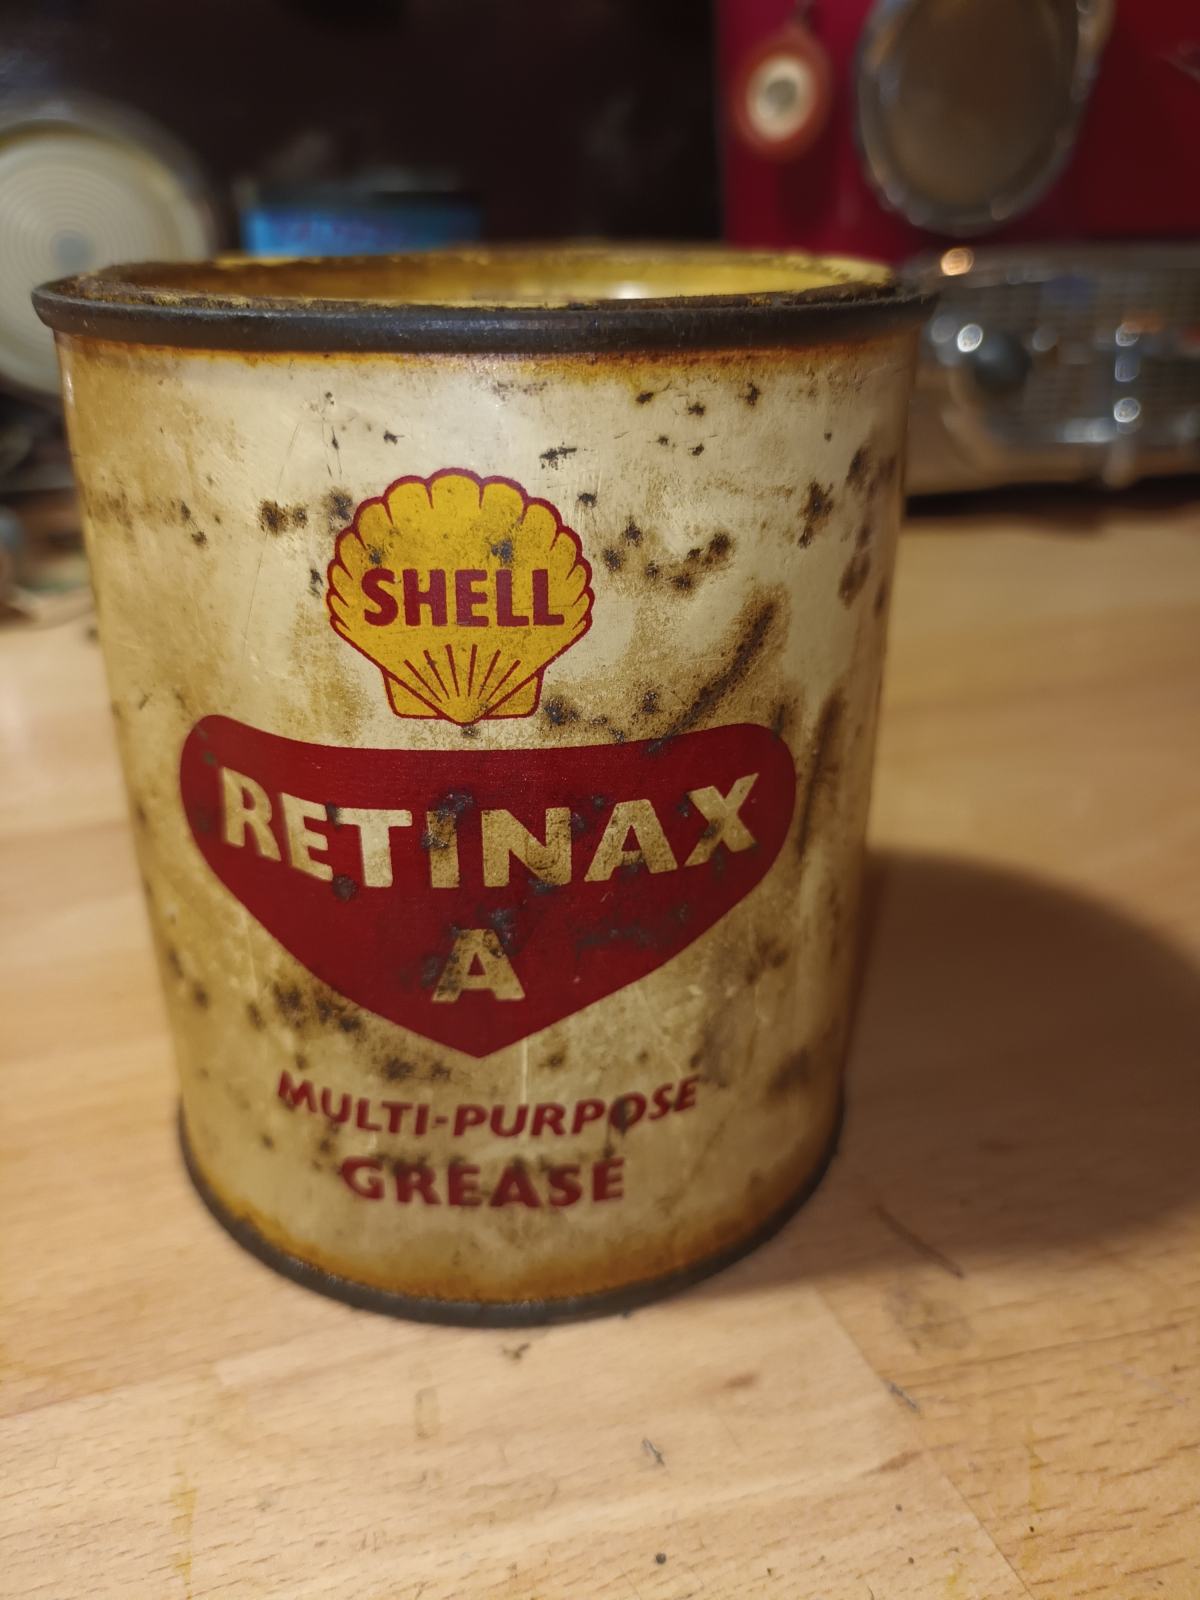 SHELL
RETINAX
A
MULTI-PURPOSE
GREASE